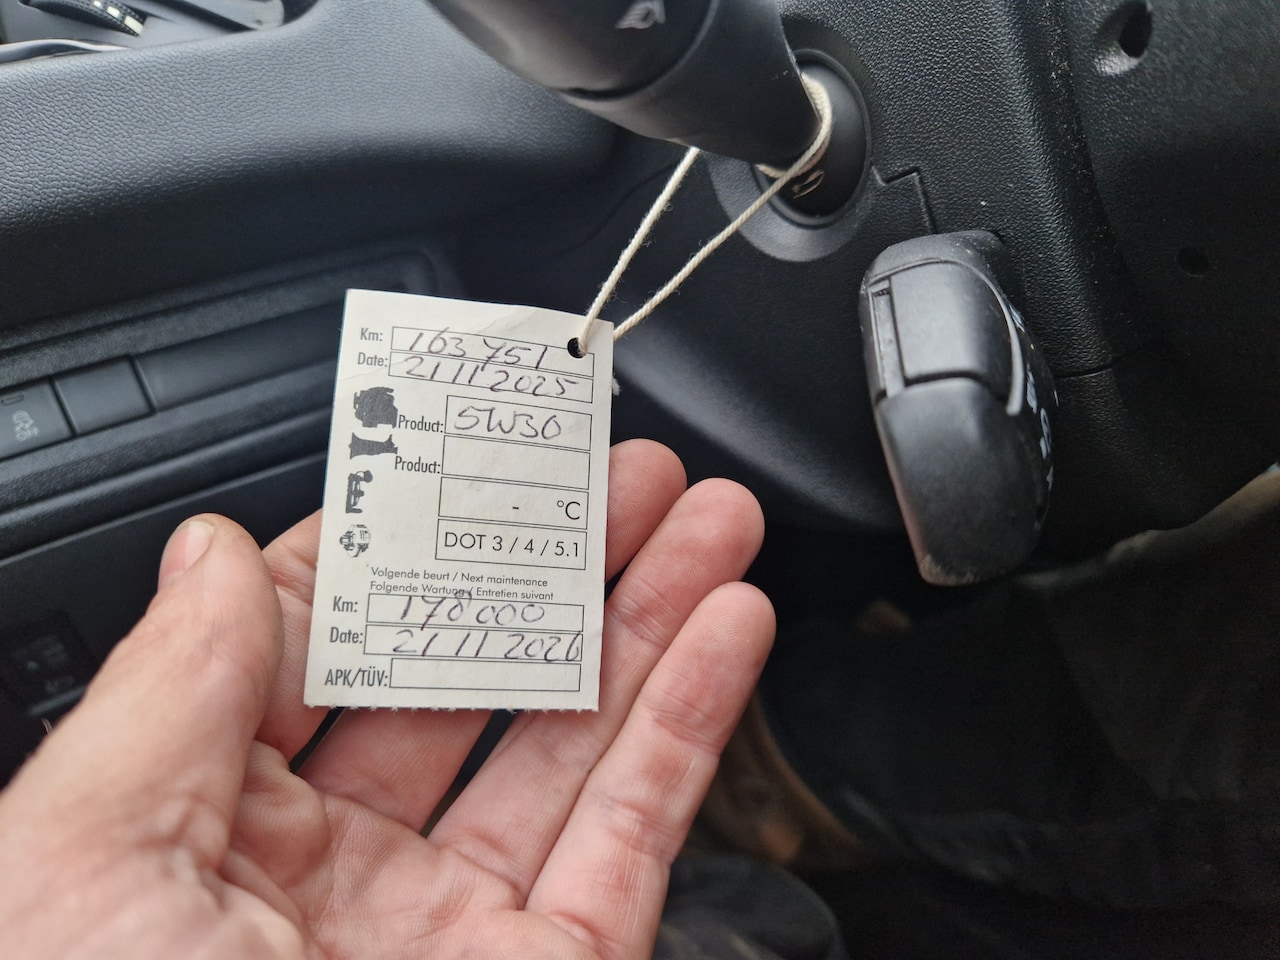 Km: 163 751
Date: 21 11 2025
Product: 5W30
Product:
- °C
DOT 3 / 4 / 5.1
Volgende beurt / Next maintenance
Folgende Wartung / Entretien suivant
Km: 178 000
Date: 21 11 2026
APK/TÜV: